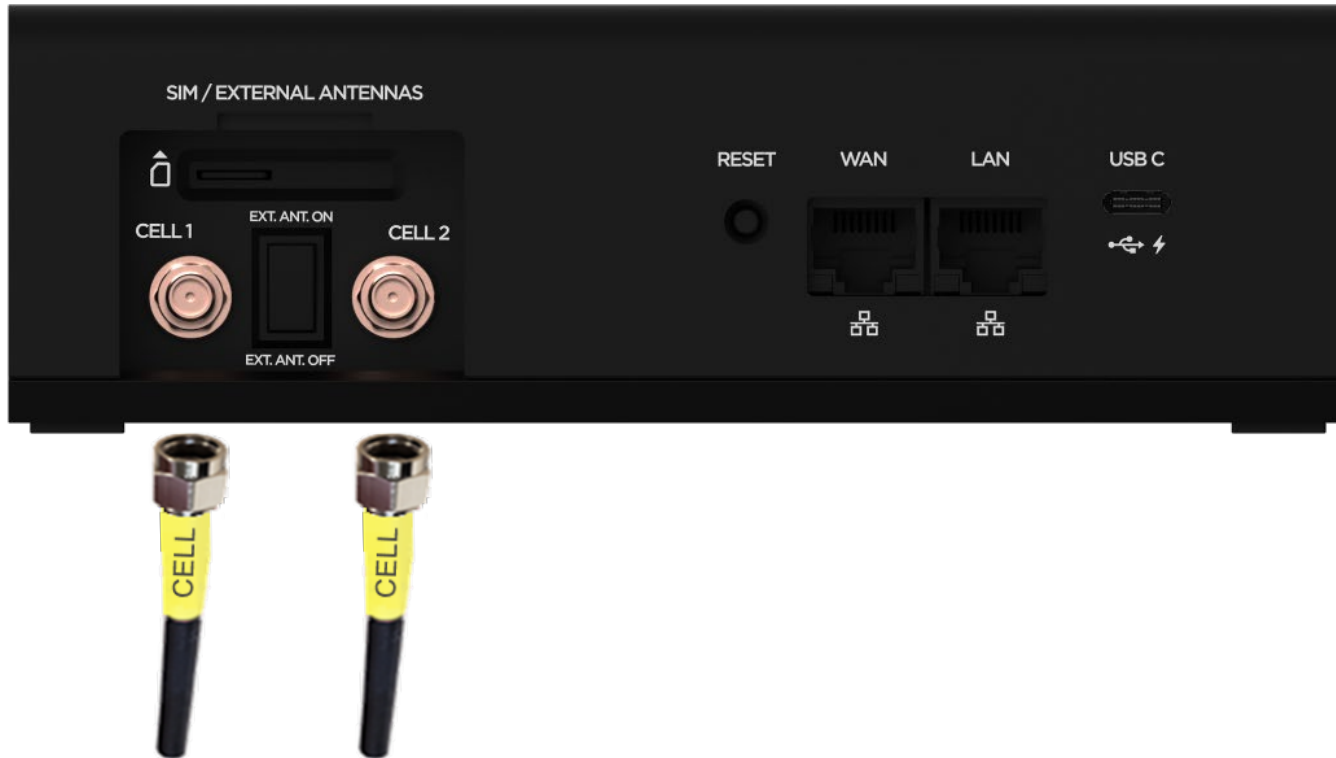 SIM / EXTERNAL ANTENNAS
RESET
WAN
LAN
USB C
EXT. ANT. ON
CELL 1
CELL 2
EXT. ANT. OFF
CELL
CELL